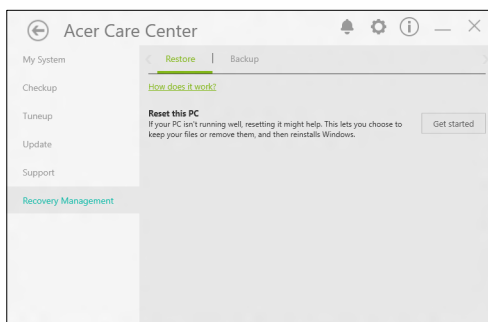 Acer Care Center
My System
Checkup
Tuneup
Update
Support
Recovery Management
Restore
Backup
How does it work?
Reset this PC
If your PC isn't running well, resetting it might help. This lets you choose to
keep your files or remove them, and then reinstalls Windows.
Get started